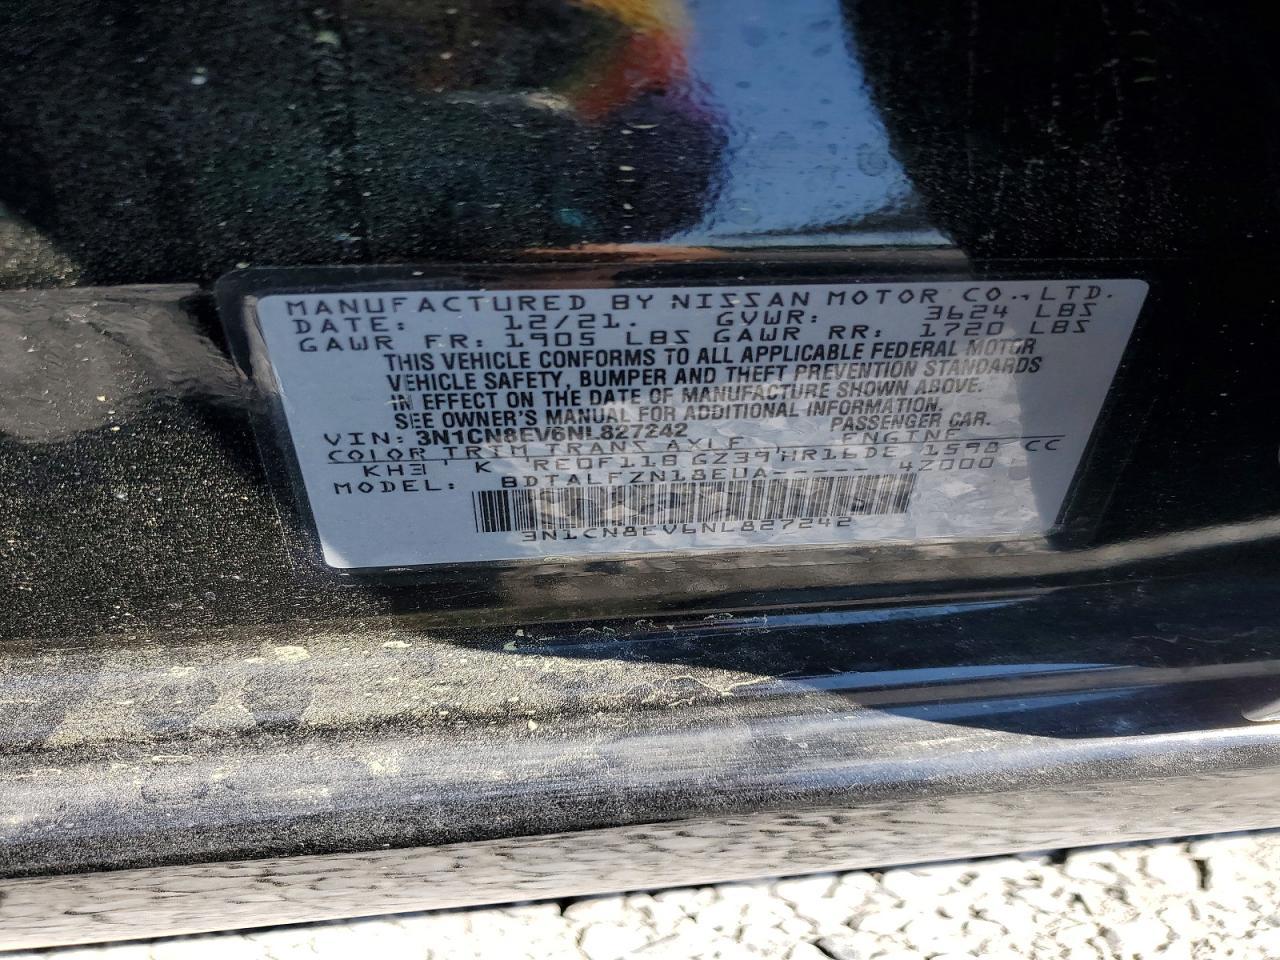 MANUFACTURED BY NISSAN MOTOR CO.,LTD.
DATE: 12/21. GVWR: 3624 LBS
GAWR FR: 1905 LBS GAWR RR: 1720 LBS
THIS VEHICLE CONFORMS TO ALL APPLICABLE FEDERAL MOTOR
VEHICLE SAFETY, BUMPER AND THEFT PREVENTION STANDARDS
IN EFFECT ON THE DATE OF MANUFACTURE SHOWN ABOVE.
SEE OWNER'S MANUAL FOR ADDITIONAL INFORMATION.
VIN: 3N1CN8EV6NL827242 PASSENGER CAR.
COLOR TRIM TRANS AXLE ENGINE
KH3 K RE0F11B GZ39 HR16DE 1598 CC
MODEL: BDTALFZN18EUA----- 4Z000
3N1CN8EV6NL827242